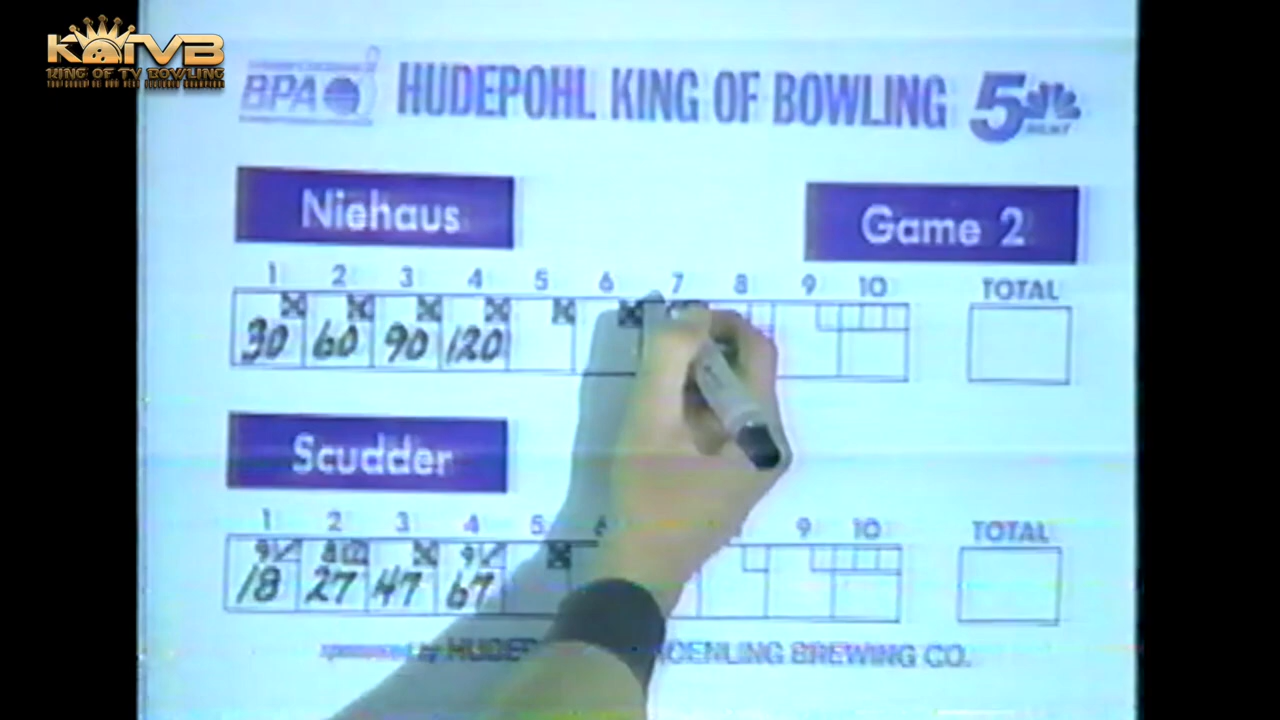 KOTVB
KING OF TV BOWLING
BPA HUDEPOHL KING OF BOWLING 5
Niehaus Game 2
1 2 3 4 5 6 7 8 9 10 TOTAL
X X X X X X
30 60 90 120
Scudder
1 2 3 4 5 9 10 TOTAL
9/ 8 X 9/ X
18 27 47 67
sponsored by BREWING CO.